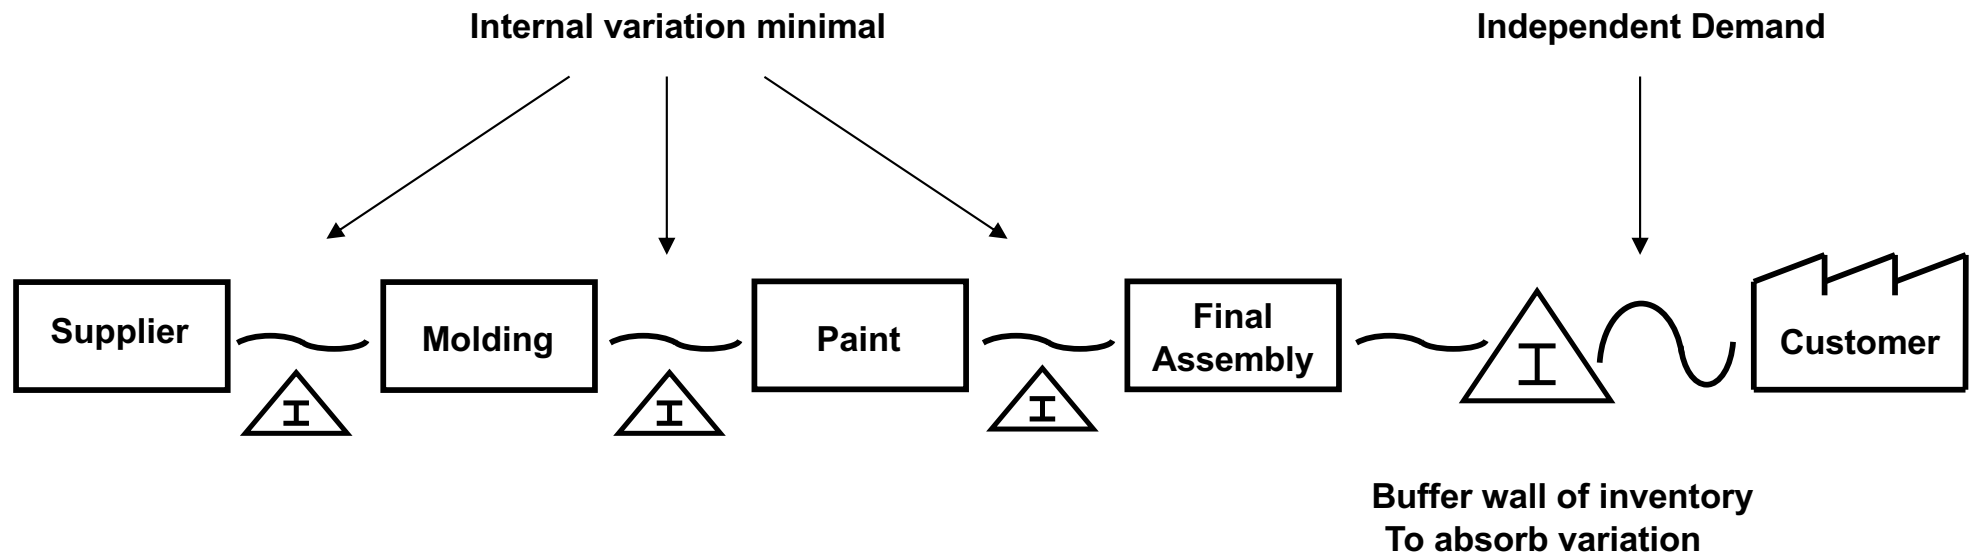 Internal variation minimal
Independent Demand
Supplier
I
Molding
I
Paint
I
Final
Assembly
I
Customer
Buffer wall of inventory
To absorb variation